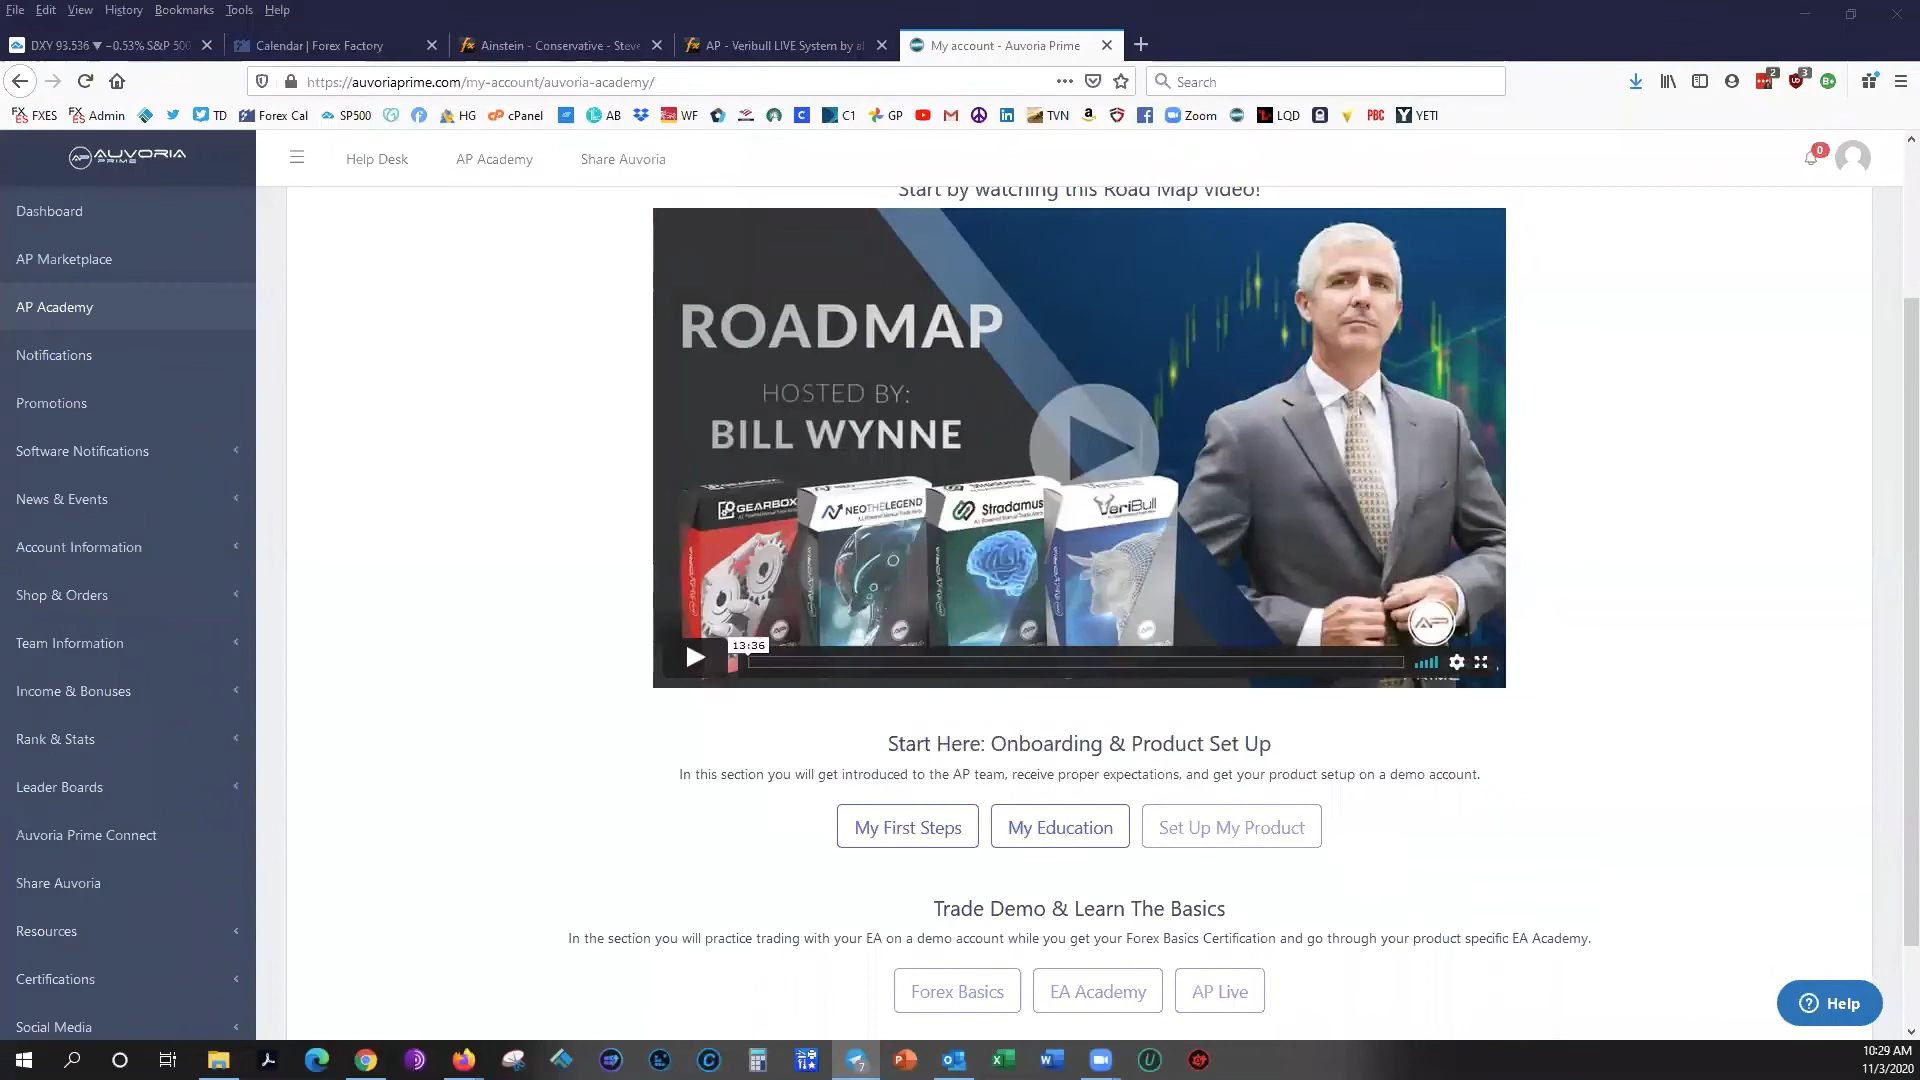 File Edit View History Bookmarks Tools Help
DXY 93.536 ▼ −0.53% S&P 500
Calendar | Forex Factory
Ainstein - Conservative - Steve
AP - Veribull LIVE System by a
My account - Auvoria Prime
https://auvoriaprime.com/my-account/auvoria-academy/
Search
2
3
FXES
Admin
TD
Forex Cal
SP500
HG
cPanel
AB
WF
C1
GP
TVN
Zoom
LQD
PBC
YETI
AUVORIA
PRIME
Help Desk
AP Academy
Share Auvoria
0
Dashboard
AP Marketplace
AP Academy
Notifications
Promotions
Software Notifications
News & Events
Account Information
Shop & Orders
Team Information
Income & Bonuses
Rank & Stats
Leader Boards
Auvoria Prime Connect
Share Auvoria
Resources
Certifications
Social Media
Start by watching this Road Map video!
ROADMAP
HOSTED BY:
BILL WYNNE
GEARBOX
NEOTHELEGEND
Stradamus
VeriBull
AP
13:36
Start Here: Onboarding & Product Set Up
In this section you will get introduced to the AP team, receive proper expectations, and get your product setup on a demo account.
My First Steps
My Education
Set Up My Product
Trade Demo & Learn The Basics
In the section you will practice trading with your EA on a demo account while you get your Forex Basics Certification and go through your product specific EA Academy.
Forex Basics
EA Academy
AP Live
Help
7
10:29 AM
11/3/2020